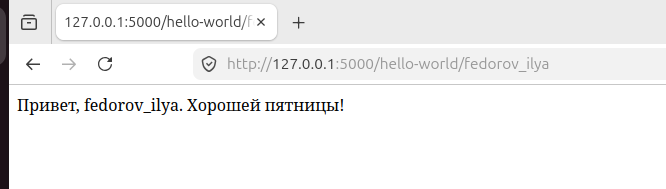 127.0.0.1:5000/hello-world/f
http://127.0.0.1:5000/hello-world/fedorov_ilya
Привет, fedorov_ilya. Хорошей пятницы!